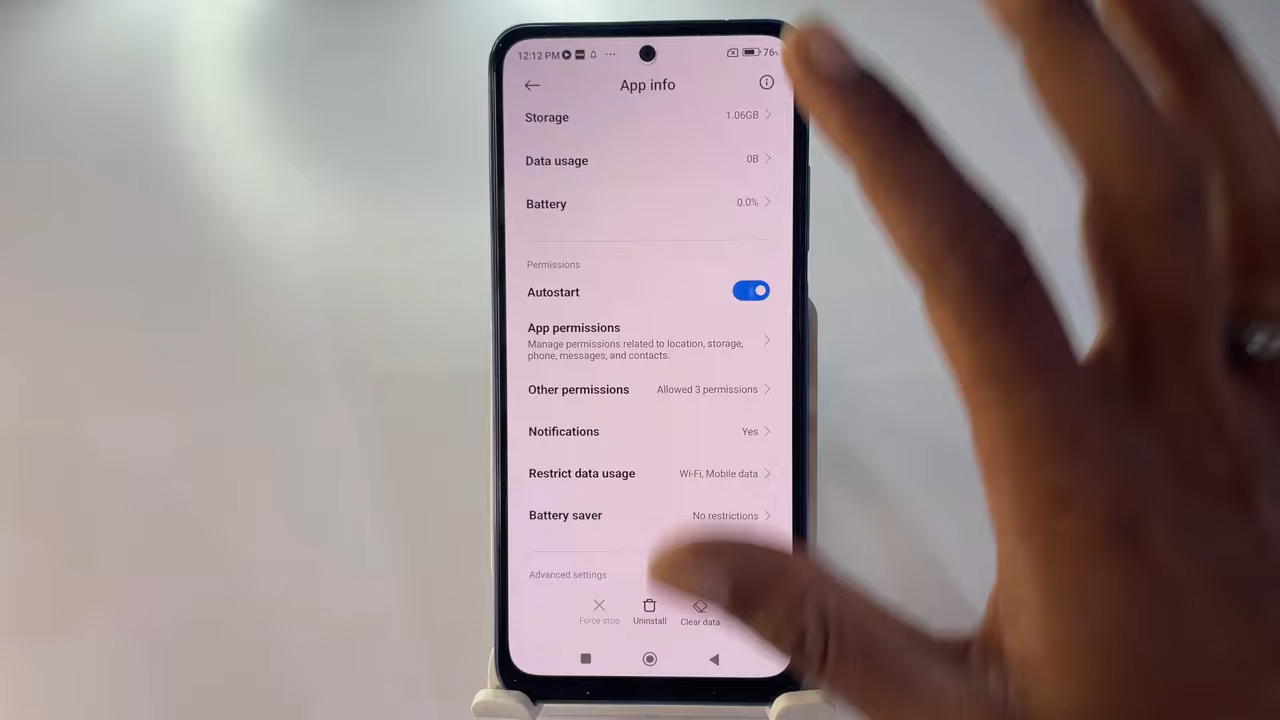 12:12 PM 76%
App info
Storage 1.06GB
Data usage 0B
Battery 0.0%
Permissions
Autostart
App permissions
Manage permissions related to location, storage,
phone, messages, and contacts.
Other permissions Allowed 3 permissions
Notifications Yes
Restrict data usage Wi-Fi, Mobile data
Battery saver No restrictions
Advanced settings
Force stop Uninstall Clear data